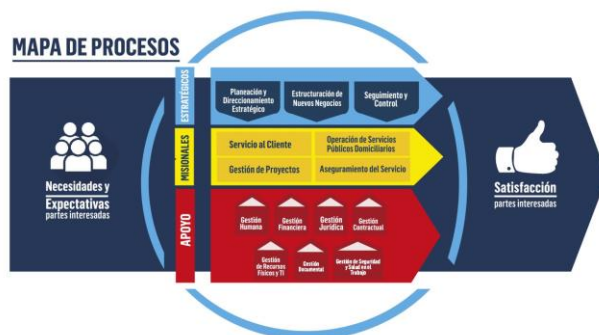 MAPA DE PROCESOS
Necesidades y
Expectativas
partes interesadas
ESTRATÉGICOS
Planeación y
Direccionamiento
Estratégico
Estructuración de
Nuevos Negocios
Seguimiento y
Control
MISIONALES
Servicio al Cliente
Operación de Servicios
Públicos Domiciliarios
Gestión de Proyectos
Aseguramiento del Servicio
APOYO
Gestión
Humana
Gestión
Financiera
Gestión
Jurídica
Gestión
Contractual
Gestión
de Recursos
Físicos y TI
Gestión
Documental
Gestión de Seguridad
y Salud en el
Trabajo
Satisfacción
partes interesadas